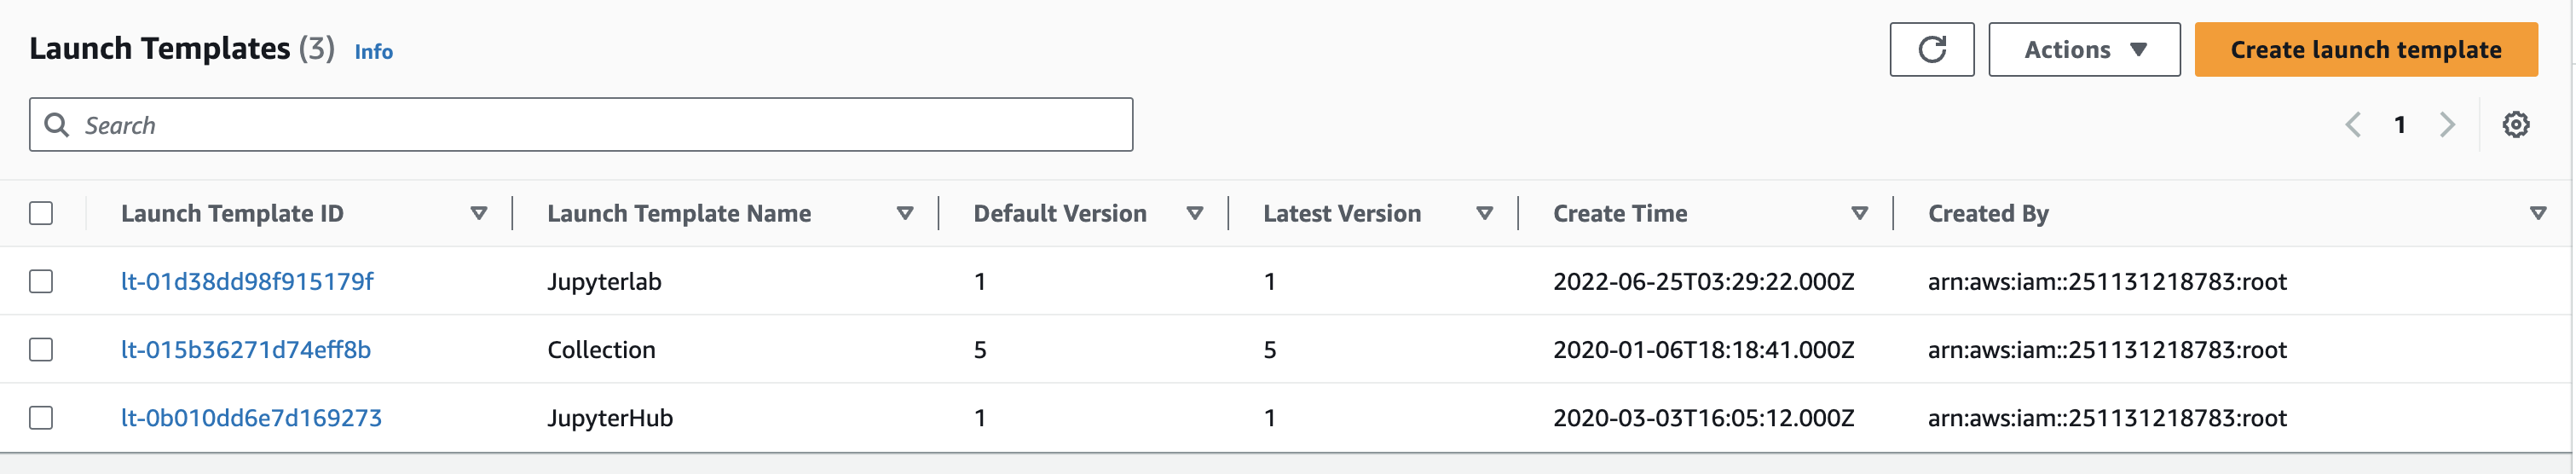 Launch Templates (3) Info Actions Create launch template
Search 1
Launch Template ID Launch Template Name Default Version Latest Version Create Time Created By
lt-01d38dd98f915179f Jupyterlab 1 1 2022-06-25T03:29:22.000Z arn:aws:iam::251131218783:root
lt-015b36271d74eff8b Collection 5 5 2020-01-06T18:18:41.000Z arn:aws:iam::251131218783:root
lt-0b010dd6e7d169273 JupyterHub 1 1 2020-03-03T16:05:12.000Z arn:aws:iam::251131218783:root